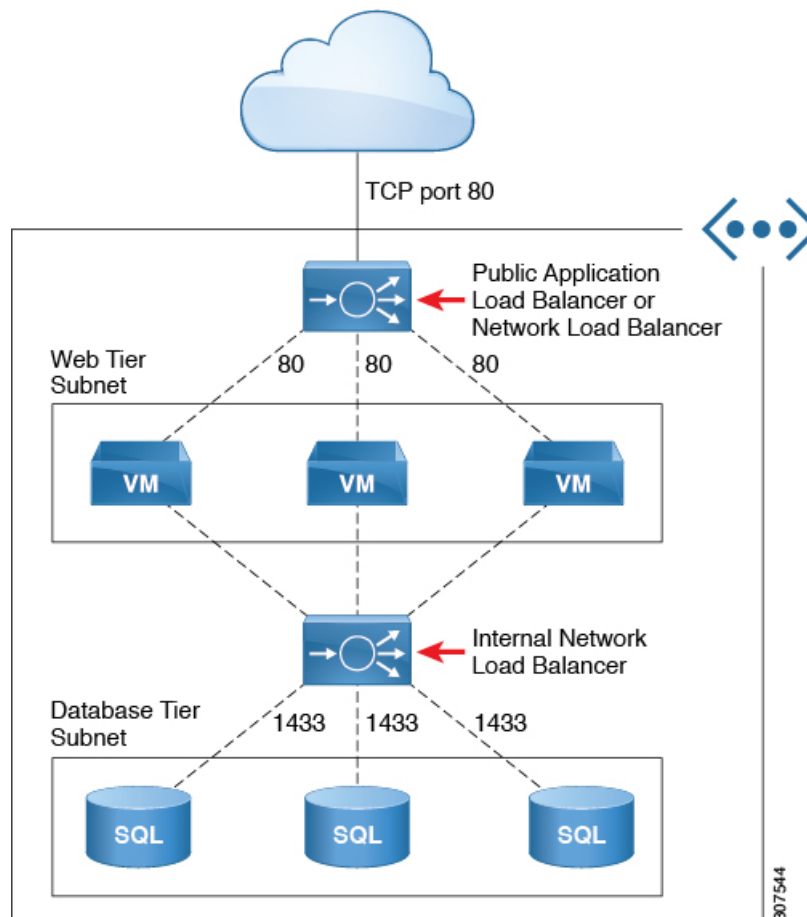 TCP port 80
Public Application
Load Balancer or
Network Load Balancer
Web Tier
Subnet
80
80
80
VM
VM
VM
Internal Network
Load Balancer
Database Tier
Subnet
1433
1433
1433
SQL
SQL
SQL
307544